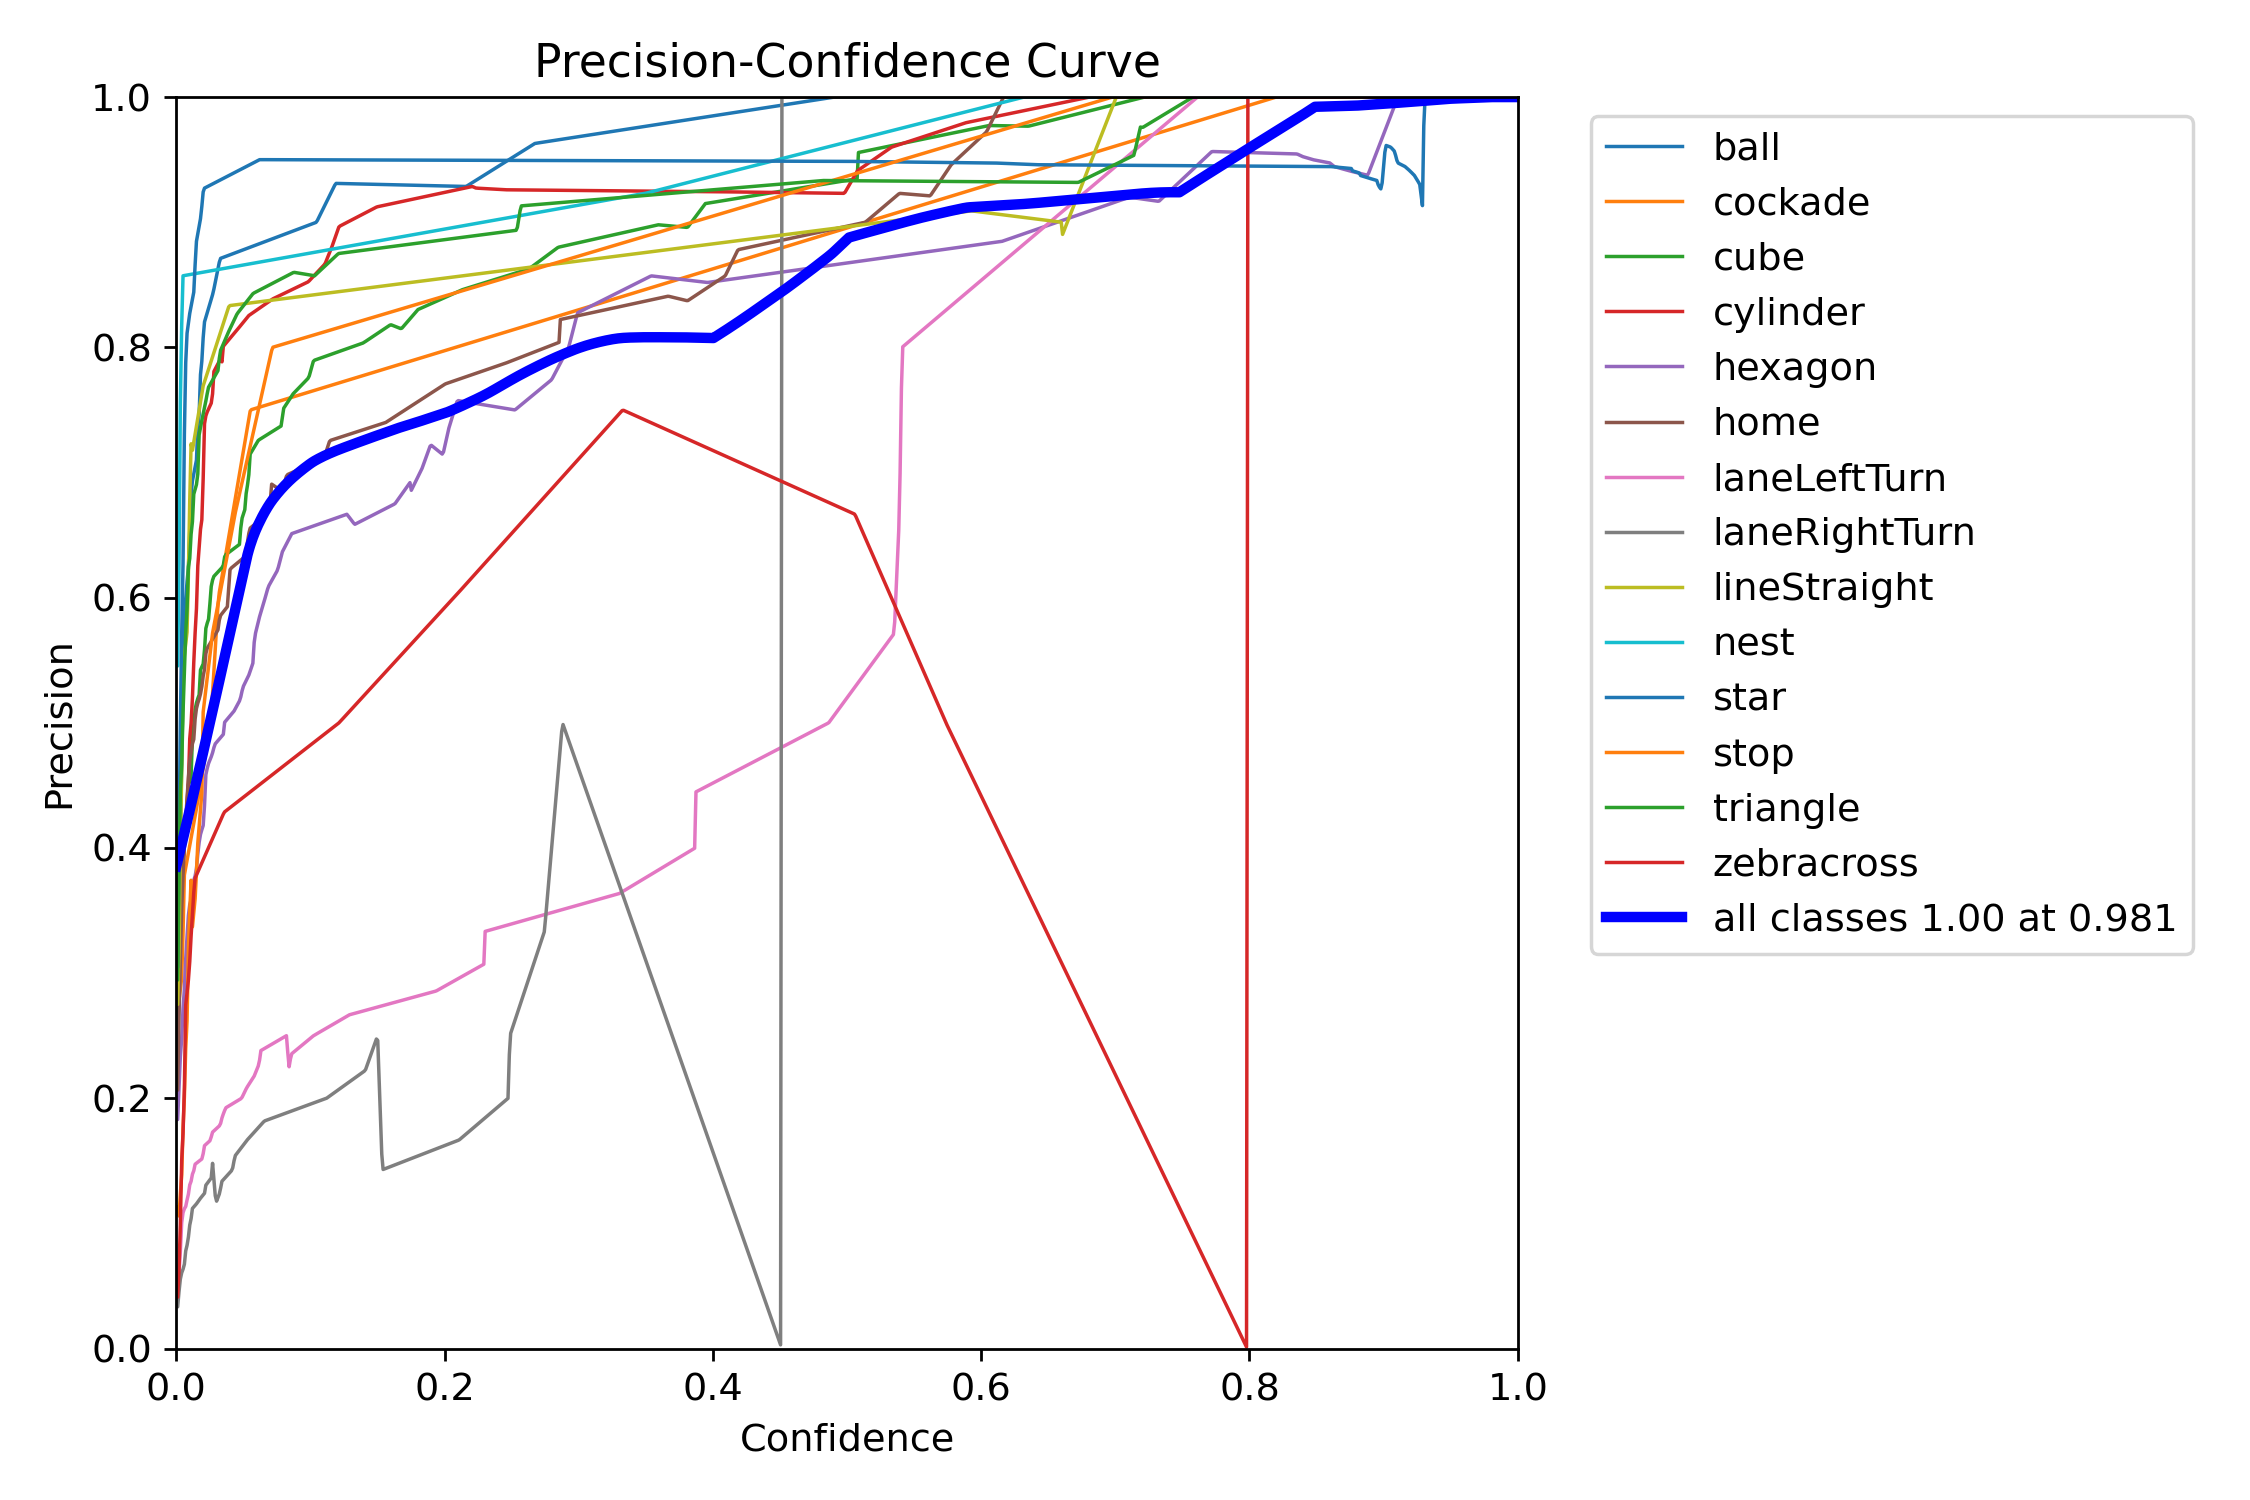 Precision-Confidence Curve
1.0
0.8
0.6
0.4
0.2
0.0
Precision
0.0 0.2 0.4 0.6 0.8 1.0
Confidence
ball
cockade
cube
cylinder
hexagon
home
laneLeftTurn
laneRightTurn
lineStraight
nest
star
stop
triangle
zebracross
all classes 1.00 at 0.981